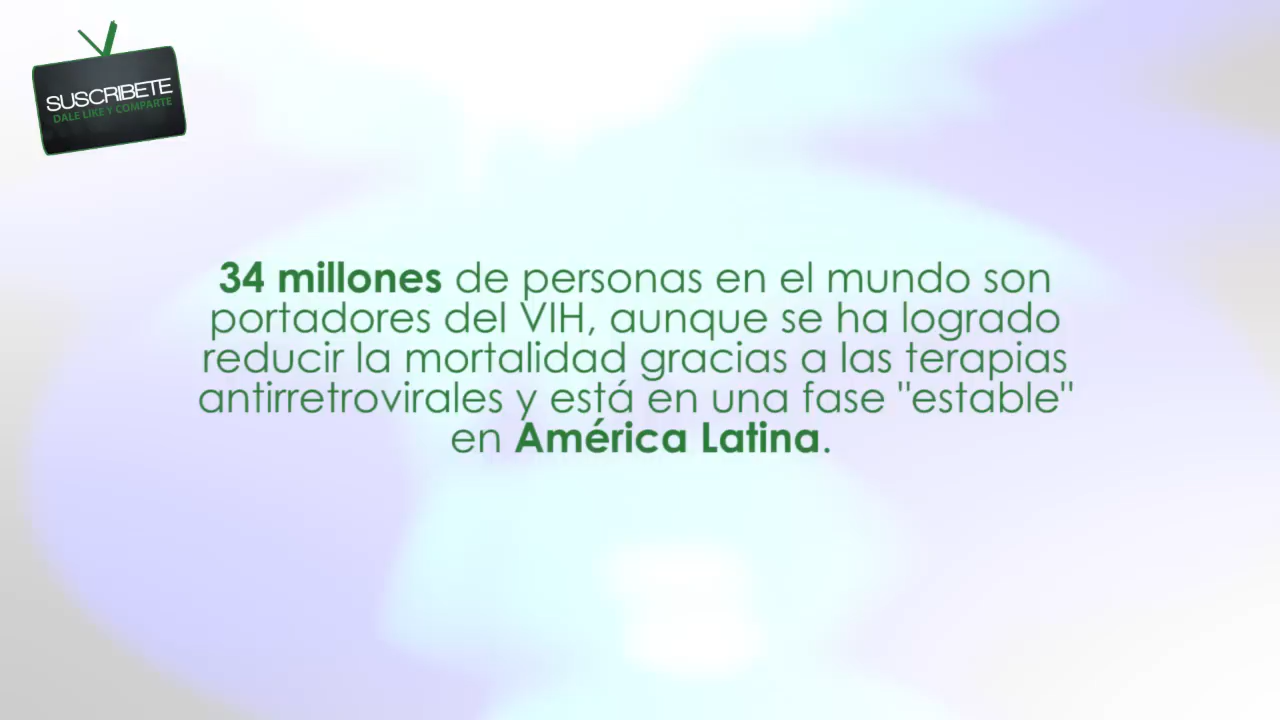 SUSCRIBETE
DALE LIKE Y COMPARTE
34 millones de personas en el mundo son
portadores del VIH, aunque se ha logrado
reducir la mortalidad gracias a las terapias
antirretrovirales y está en una fase "estable"
en América Latina.